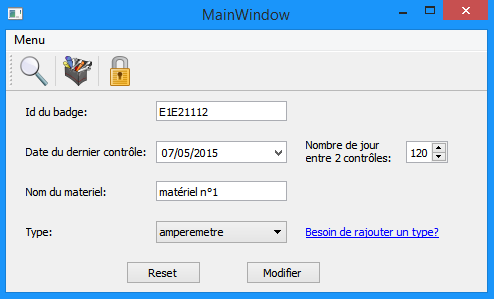 MainWindow
Menu
Id du badge: E1E21112
Date du dernier contrôle: 07/05/2015 Nombre de jour
entre 2 contrôles: 120
Nom du materiel: matériel n°1
Type: amperemetre Besoin de rajouter un type?
Reset Modifier